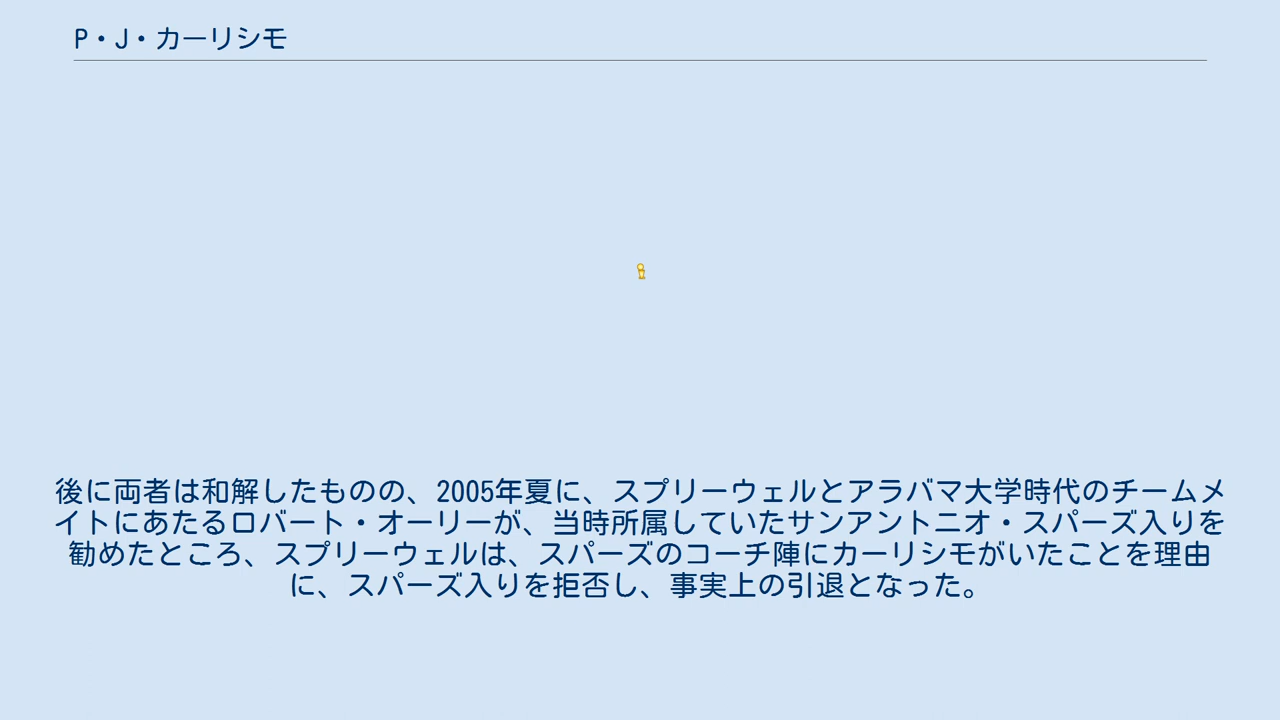 P・J・カーリシモ
後に両者は和解したものの、2005年夏に、スプリーウェルとアラバマ大学時代のチームメ
イトにあたるロバート・オーリーが、当時所属していたサンアントニオ・スパーズ入りを
勧めたところ、スプリーウェルは、スパーズのコーチ陣にカーリシモがいたことを理由
に、スパーズ入りを拒否し、事実上の引退となった。